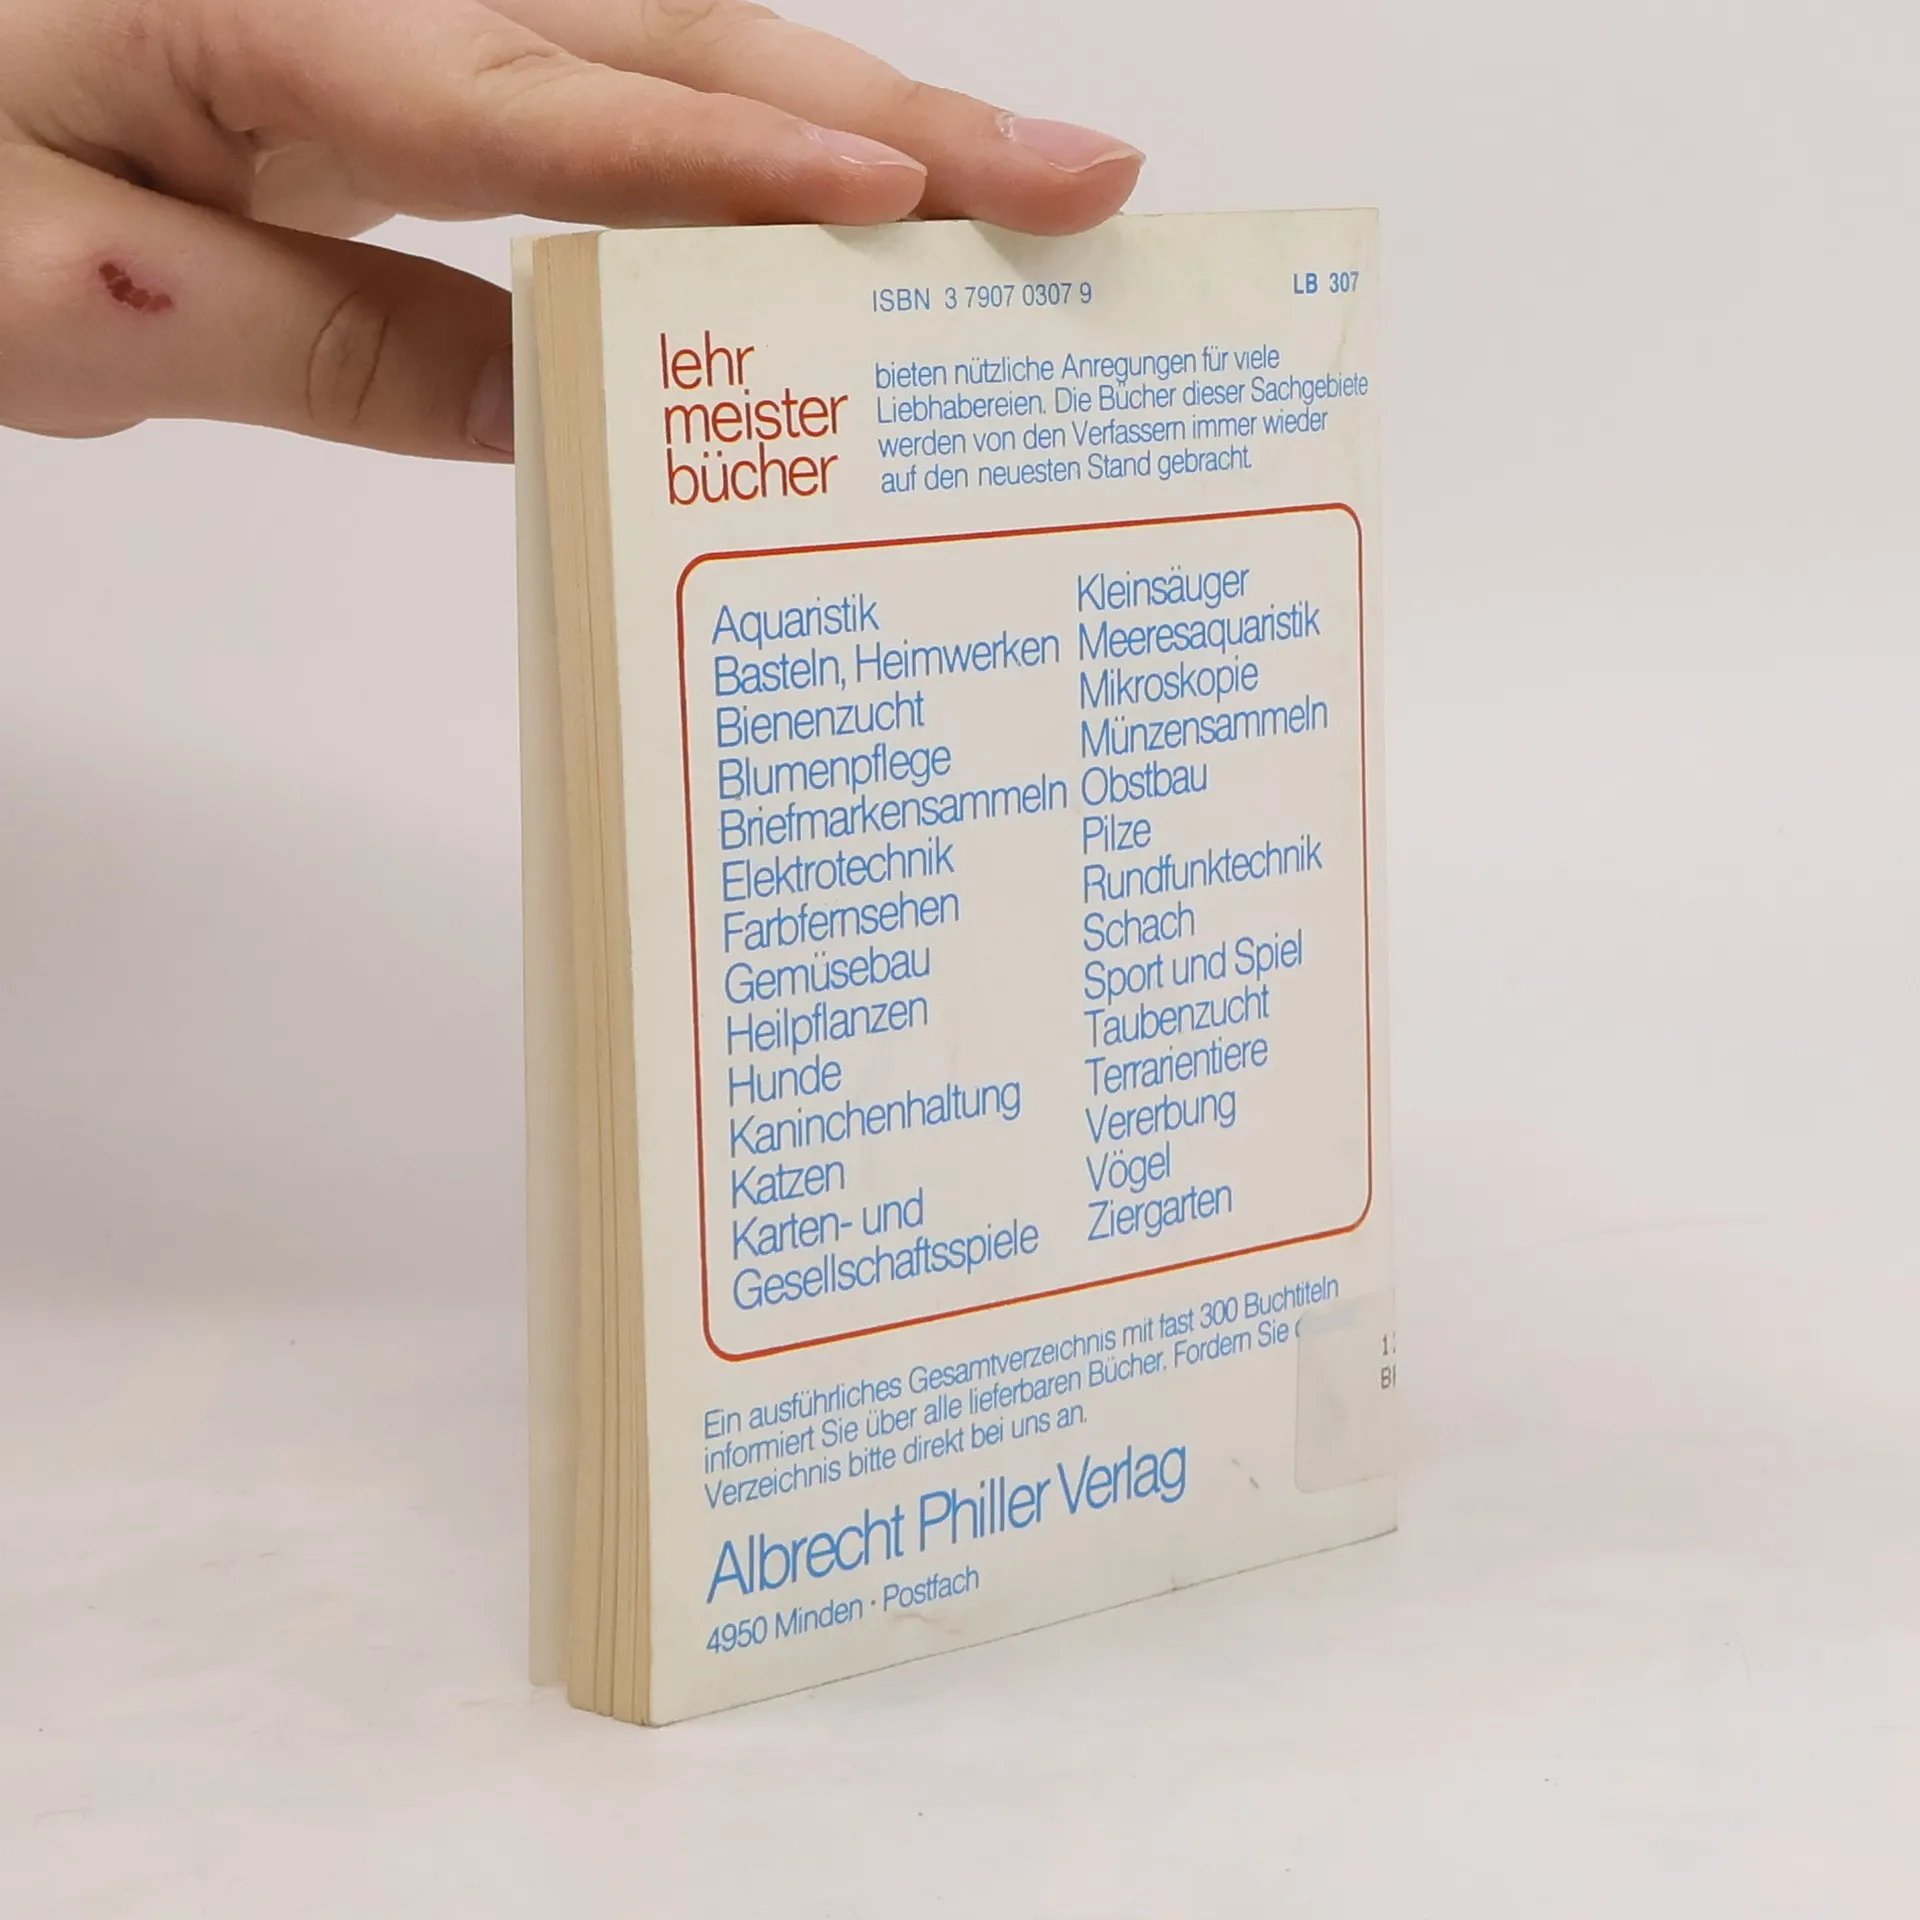 ISBN 3 7907 0307 9
LB 307
lehr
meister
bücher
bieten nützliche Anregungen für viele
Liebhabereien. Die Bücher dieser Sachgebiete
werden von den Verfassern immer wieder
auf den neuesten Stand gebracht.
Aquaristik
Basteln, Heimwerken
Bienenzucht
Blumenpflege
Briefmarkensammeln
Elektrotechnik
Farbfernsehen
Gemüsebau
Heilpflanzen
Hunde
Kaninchenhaltung
Katzen
Karten- und
Gesellschaftsspiele
Kleinsäuger
Meeresaquaristik
Mikroskopie
Münzensammeln
Obstbau
Pilze
Rundfunktechnik
Schach
Sport und Spiel
Taubenzucht
Terrarientiere
Vererbung
Vögel
Ziergarten
Ein ausführliches Gesamtverzeichnis mit fast 300 Buchtiteln
informiert Sie über alle lieferbaren Bücher. Fordern Sie
Verzeichnis bitte direkt bei uns an.
Albrecht Philler Verlag
4950 Minden · Postfach